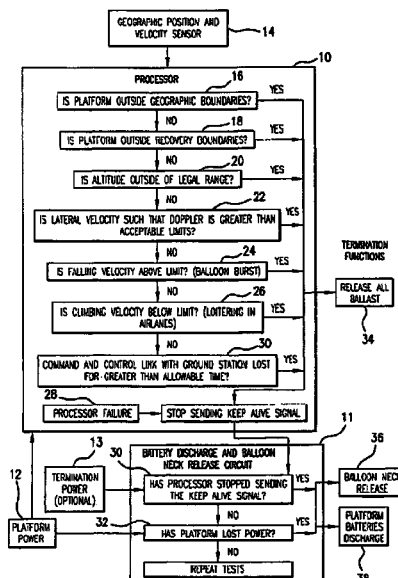 GEOGRAPHIC POSITION AND
VELOCITY SENSOR
14
10
PROCESSOR
16
IS PLATFORM OUTSIDE GEOGRAPHIC BOUNDARIES?
YES
NO
18
IS PLATFORM OUTSIDE RECOVERY BOUNDARIES?
YES
NO
20
IS ALTITUDE OUTSIDE OF LEGAL RANGE?
YES
NO
22
IS LATERAL VELOCITY SUCH THAT DOPPLER IS GREATER THAN
ACCEPTABLE LIMITS?
YES
NO
24
IS FALLING VELOCITY ABOVE LIMIT? (BALLOON BURST)
YES
NO
26
IS CLIMBING VELOCITY BELOW LIMIT? (LOITERING IN
AIRLANES)
YES
NO
30
COMMAND AND CONTROL LINK WITH GROUND STATION LOST
FOR GREATER THAN ALLOWABLE TIME?
YES
TERMINATION
FUNCTIONS
RELEASE ALL
BALLAST
34
28
PROCESSOR FAILURE
STOP SENDING KEEP ALIVE SIGNAL
11
BATTERY DISCHARGE AND BALLOON
NECK RELEASE CIRCUIT
13
TERMINATION
POWER
(OPTIONAL)
30
HAS PROCESSOR STOPPED SENDING
THE KEEP ALIVE SIGNAL?
YES
36
BALLOON NECK
RELEASE
NO
12
PLATFORM
POWER
32
HAS PLATFORM LOST POWER?
YES
PLATFORM
BATTERIES
DISCHARGE
38
NO
REPEAT TESTS